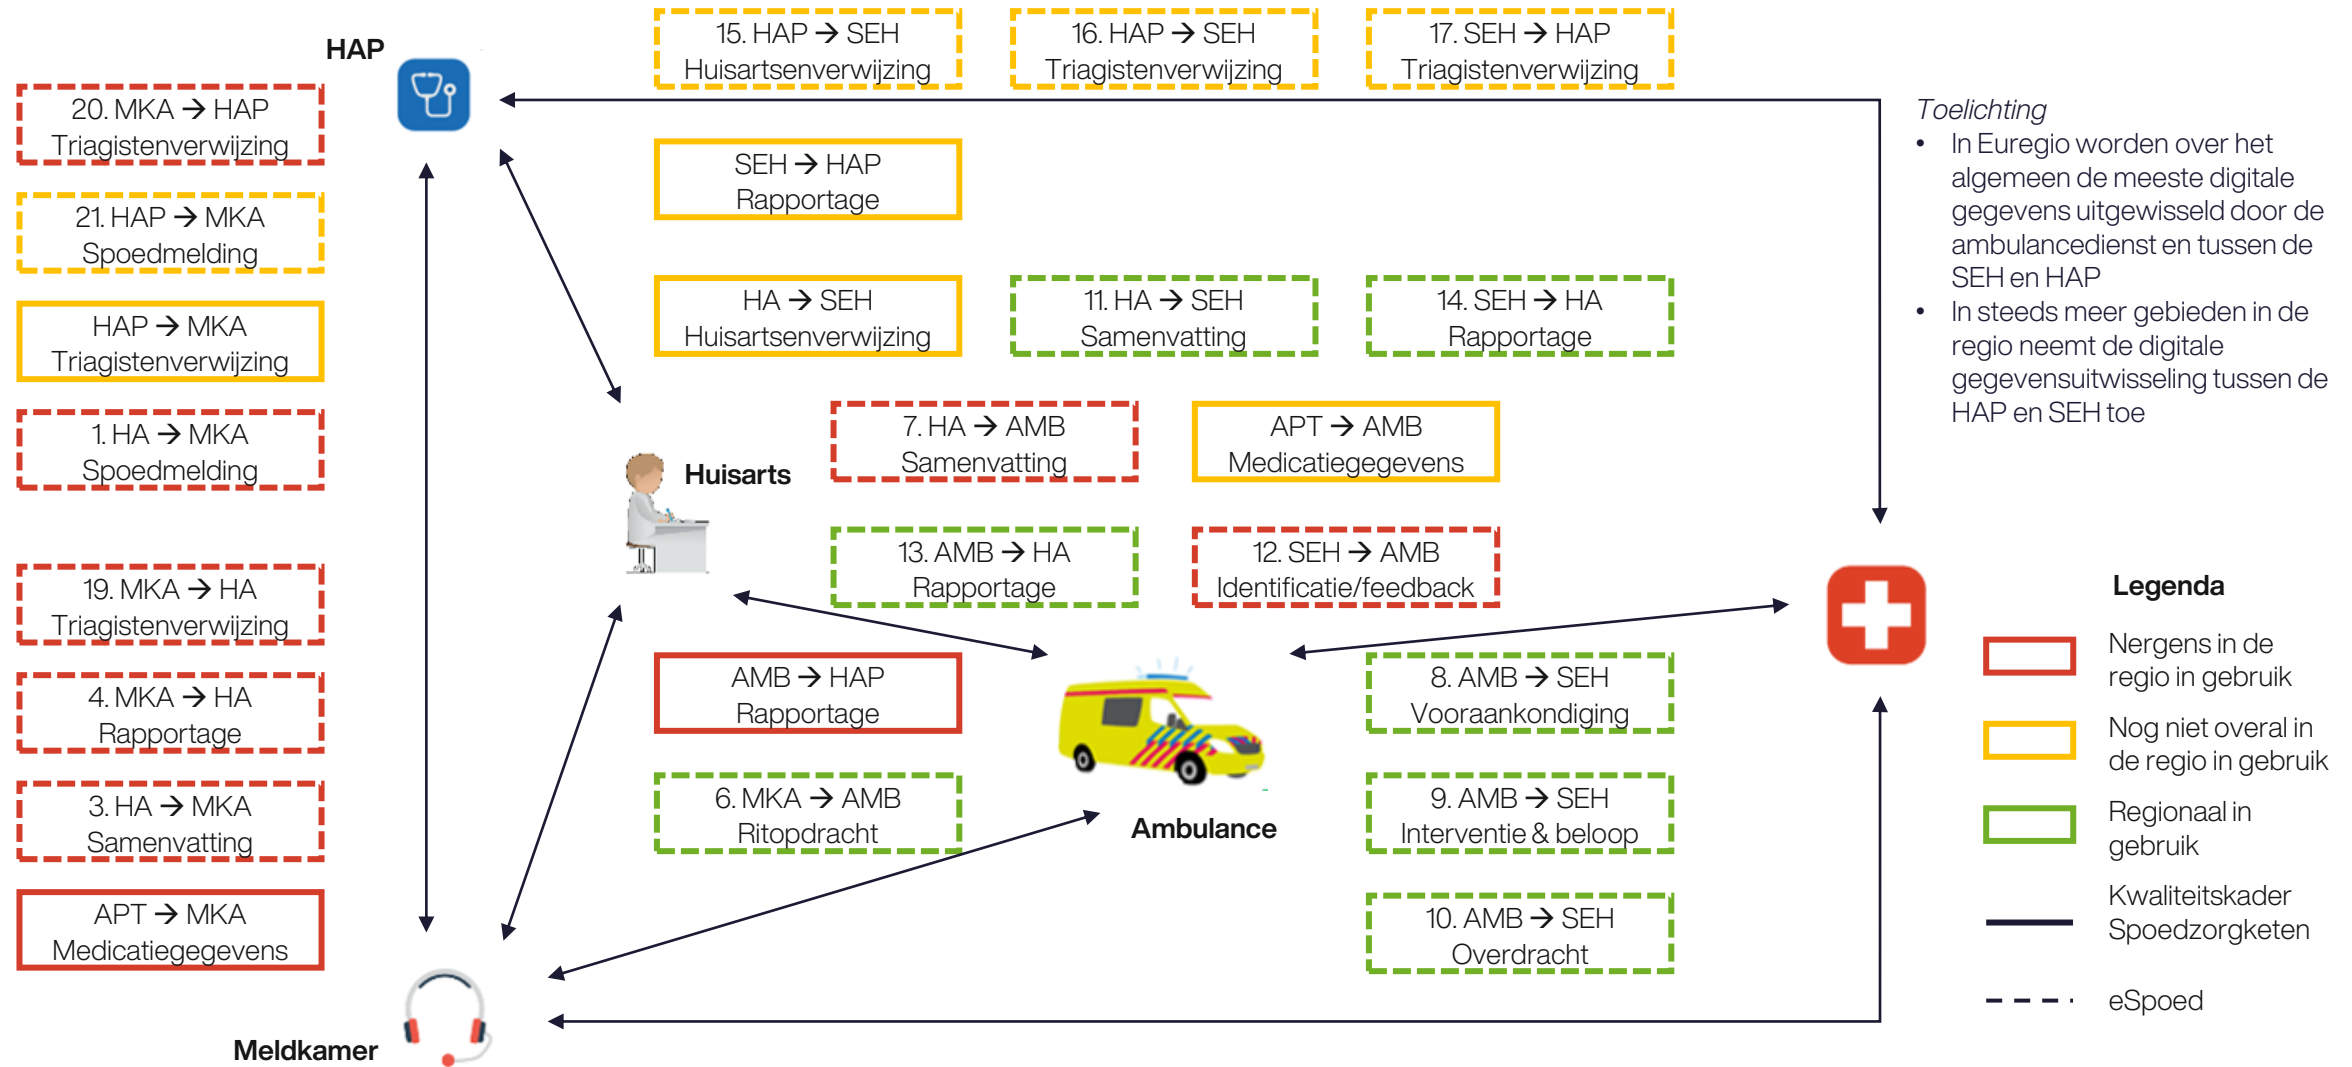 HAP
15. HAP → SEH
Huisartsenverwijzing
16. HAP → SEH
Triagistenverwijzing
17. SEH → HAP
Triagistenverwijzing
20. MKA → HAP
Triagistenverwijzing
21. HAP → MKA
Spoedmelding
HAP → MKA
Triagistenverwijzing
1. HA → MKA
Spoedmelding
19. MKA → HA
Triagistenverwijzing
4. MKA → HA
Rapportage
3. HA → MKA
Samenvatting
APT → MKA
Medicatiegegevens
Meldkamer
SEH → HAP
Rapportage
HA → SEH
Huisartsenverwijzing
11. HA → SEH
Samenvatting
14. SEH → HA
Rapportage
7. HA → AMB
Samenvatting
APT → AMB
Medicatiegegevens
Huisarts
13. AMB → HA
Rapportage
12. SEH → AMB
Identificatie/feedback
AMB → HAP
Rapportage
8. AMB → SEH
Vooraankondiging
6. MKA → AMB
Ritopdracht
Ambulance
9. AMB → SEH
Interventie & beloop
10. AMB → SEH
Overdracht
Toelichting
• In Euregio worden over het
algemeen de meeste digitale
gegevens uitgewisseld door de
ambulancedienst en tussen de
SEH en HAP
• In steeds meer gebieden in de
regio neemt de digitale
gegevensuitwisseling tussen de
HAP en SEH toe
Legenda
Nergens in de
regio in gebruik
Nog niet overal in
de regio in gebruik
Regionaal in
gebruik
Kwaliteitskader
Spoedzorgketen
eSpoed